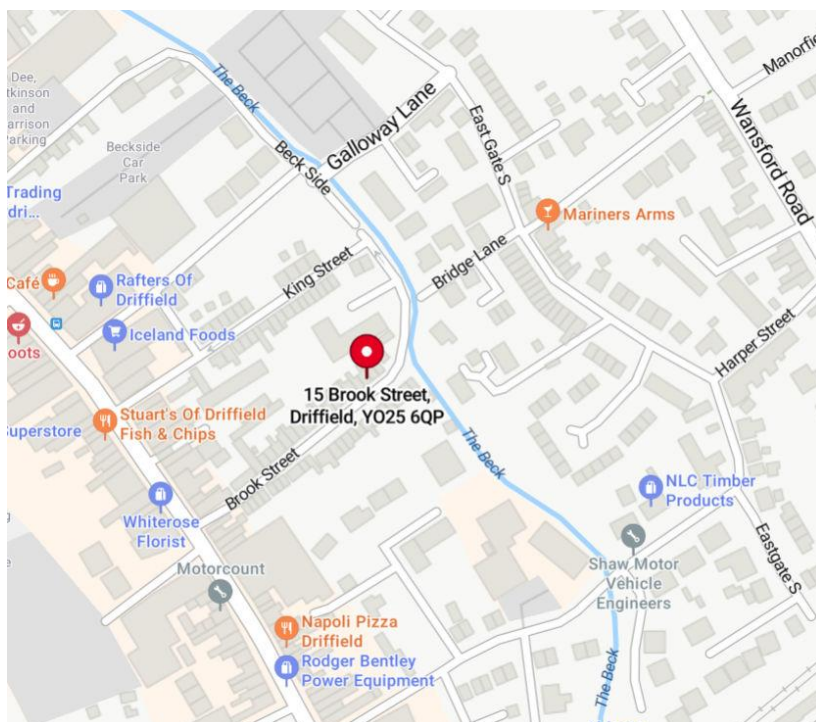 The Beck
Dee,
tkinson
and
arrison
Parking
Beckside
Car
Park
Beck Side
Galloway Lane
East Gate S
Manorfie
Wansford Road
Trading
dri...
Mariners Arms
Café
Rafters Of
Driffield
King Street
Bridge Lane
Iceland Foods
oots
Harper Street
15 Brook Street,
Driffield, YO25 6QP
Stuart's Of Driffield
Fish & Chips
Superstore
The Beck
Brook Street
NLC Timber
Products
Whiterose
Florist
Eastgate S
Motorcount
Shaw Motor
Vehicle
Engineers
Napoli Pizza
Driffield
Rodger Bentley
Power Equipment
The Beck